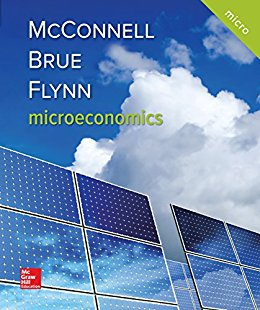 McCONNELL
BRUE
FLYNN
microeconomics
micro
Mc
Graw
Hill
Education